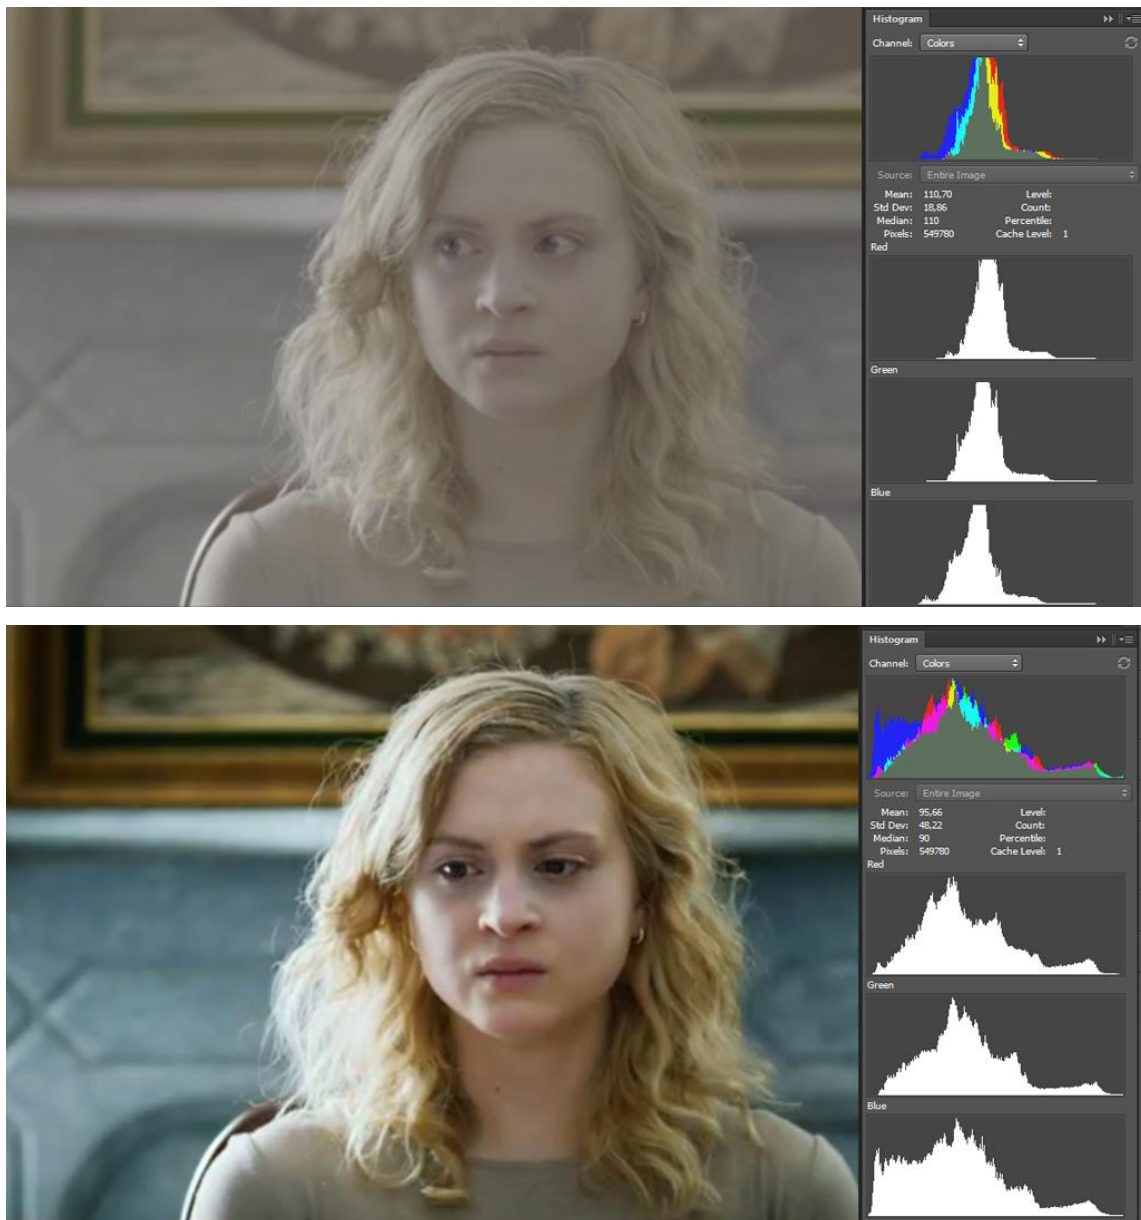 Histogram
Channel: Colors
Source: Entire Image
Mean: 110,70 Level:
Std Dev: 18,86 Count:
Median: 110 Percentile:
Pixels: 549780 Cache Level: 1
Red
Green
Blue
Histogram
Channel: Colors
Source: Entire Image
Mean: 95,66 Level:
Std Dev: 48,22 Count:
Median: 90 Percentile:
Pixels: 549780 Cache Level: 1
Red
Green
Blue